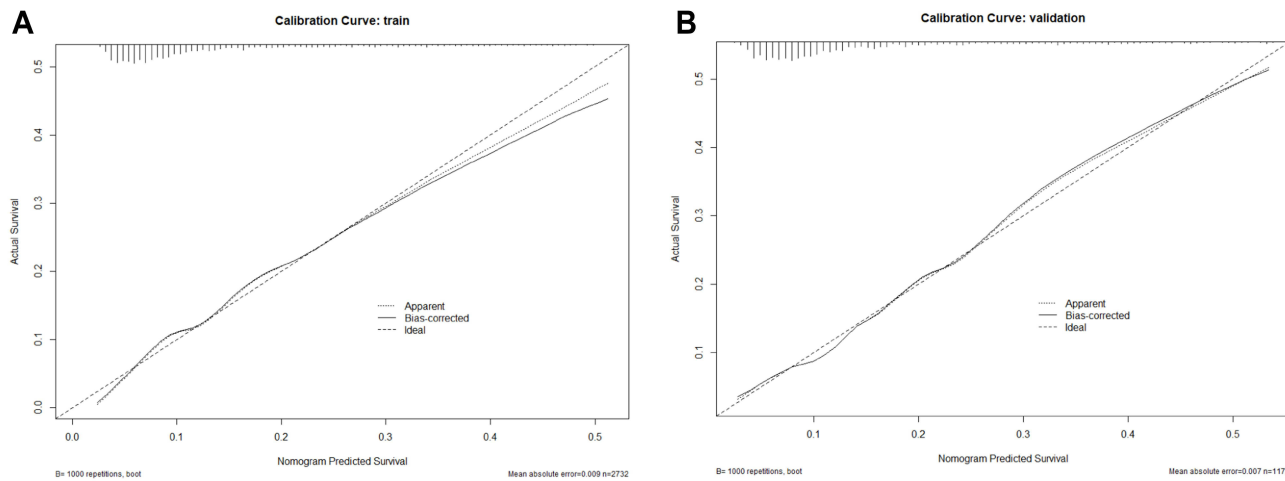 A
Calibration Curve: train
0.5
0.4
0.3
0.2
0.1
0.0
Actual Survival
Apparent
Bias-corrected
Ideal
0.0 0.1 0.2 0.3 0.4 0.5
Nomogram Predicted Survival
B= 1000 repetitions, boot
Mean absolute error=0.009 n=2732
B
Calibration Curve: validation
0.5
0.4
0.3
0.2
0.1
Actual Survival
Apparent
Bias-corrected
Ideal
0.1 0.2 0.3 0.4 0.5
Nomogram Predicted Survival
B= 1000 repetitions, boot
Mean absolute error=0.007 n=117